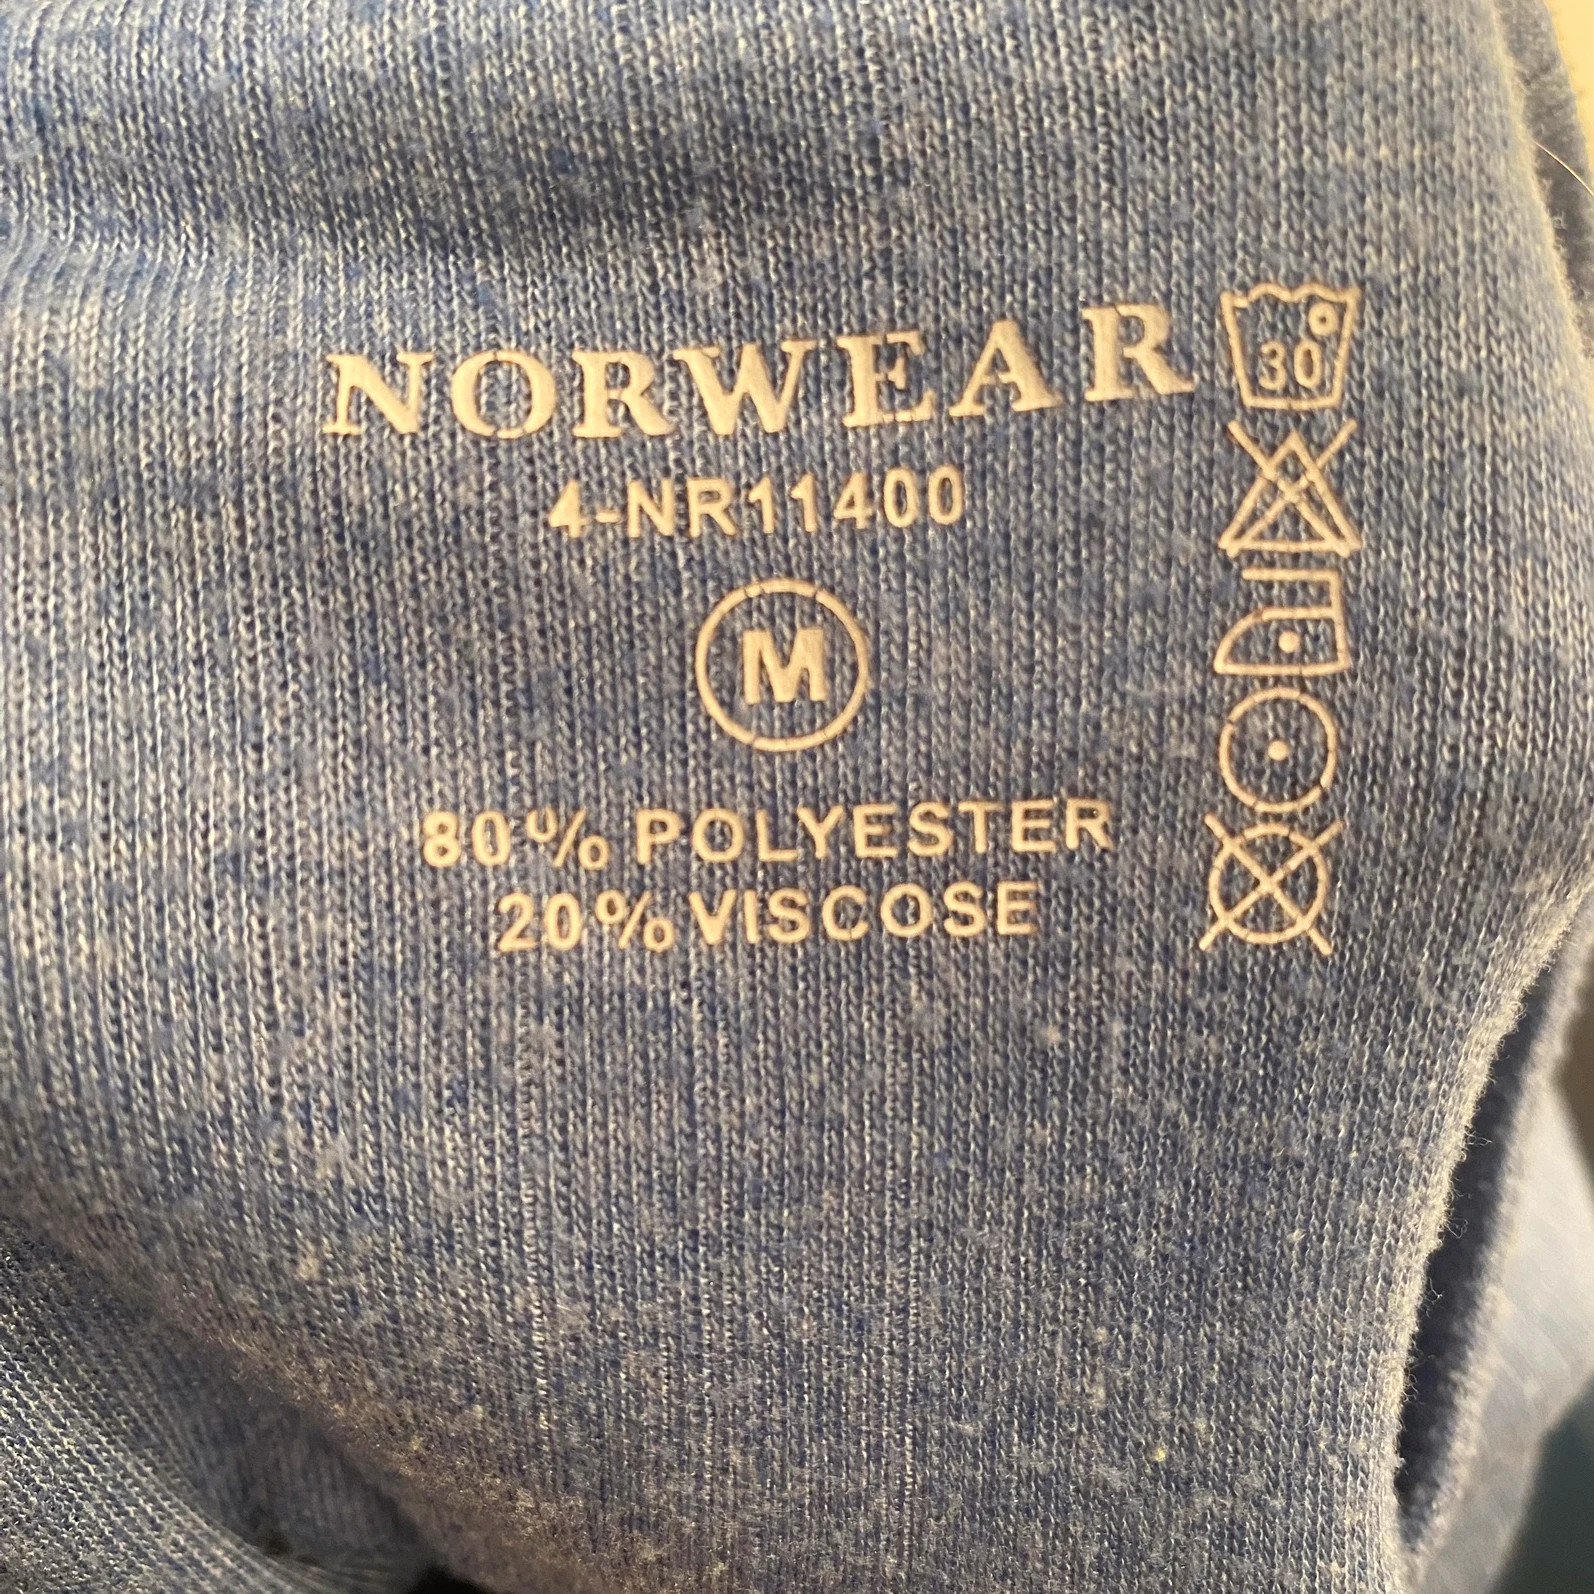 NORWEAR
30°
4-NR11400
M
80% POLYESTER
20% VISCOSE